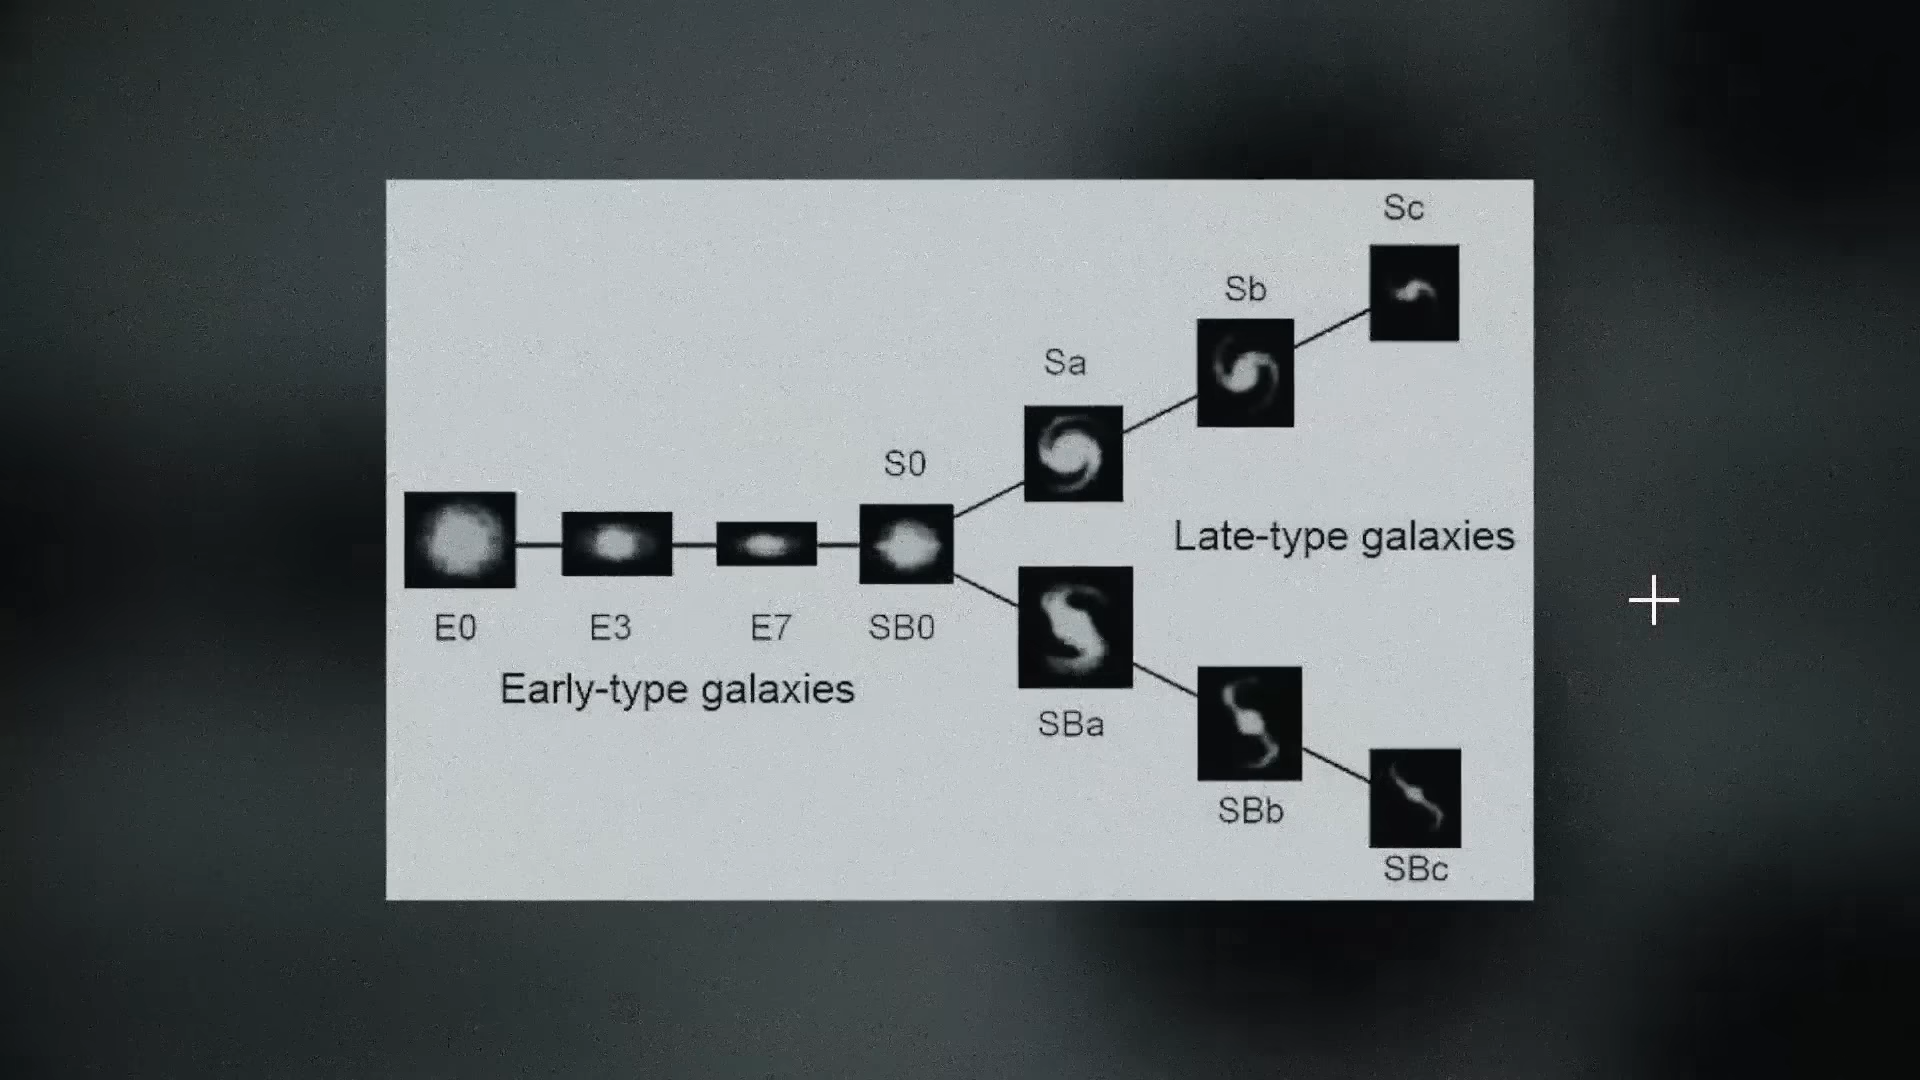 Sc
Sb
Sa
S0
Late-type galaxies
E0
E3
E7
SB0
Early-type galaxies
SBa
SBb
SBc